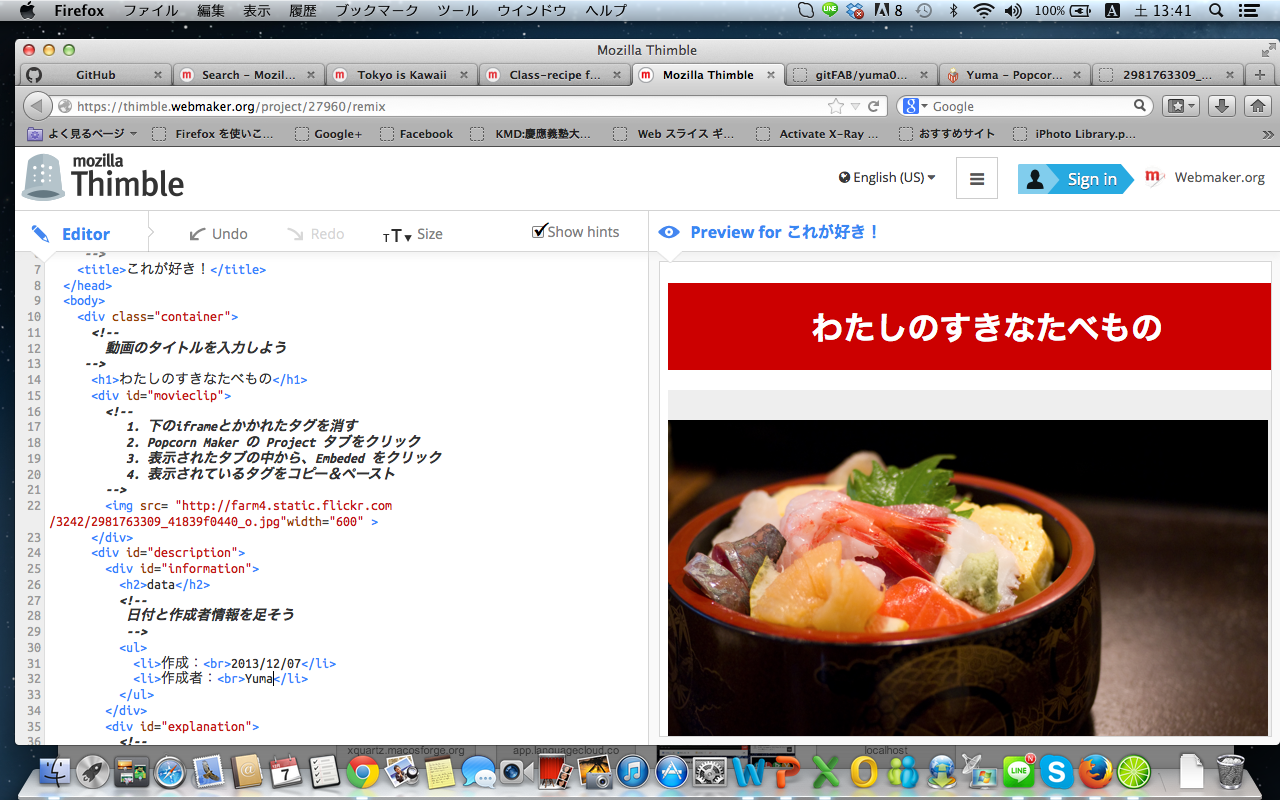 Firefox ファイル 編集 表示 履歴 ブックマーク ツール ウインドウ ヘルプ 8 100% A 土 13:41
Mozilla Thimble
GitHub Search - Mozil... Tokyo is Kawaii Class-recipe f... Mozilla Thimble gitFAB/yuma0... Yuma - Popcor... 2981763309_...
https://thimble.webmaker.org/project/27960/remix Google
よく見るページ Firefox を使いこ... Google+ Facebook KMD:慶應義塾大... Web スライス ギ... Activate X-Ray ... おすすめサイト iPhoto Library.p...
mozilla
Thimble
English (US) Sign in Webmaker.org
Editor Undo Redo TT Size Show hints Preview for これが好き！
-->
7 <title>これが好き！</title>
8 </head>
9 <body>
10 <div class="container">
11 <!--
12 動画のタイトルを入力しよう
13 -->
14 <h1>わたしのすきなたべもの</h1>
15 <div id="movieclip">
16 <!--
17 1. 下のiframeとかかれたタグを消す
18 2. Popcorn Maker の Project タブをクリック
19 3. 表示されたタブの中から、Embeded をクリック
20 4. 表示されているタグをコピー&ペースト
21 -->
22 <img src= "http://farm4.static.flickr.com
/3242/2981763309_41839f0440_o.jpg"width="600" >
23 </div>
24 <div id="description">
25 <div id="information">
26 <h2>data</h2>
27 <!--
28 日付と作成者情報を足そう
29 -->
30 <ul>
31 <li>作成：<br>2013/12/07</li>
32 <li>作成者：<br>Yuma</li>
33 </ul>
34 </div>
35 <div id="explanation">
36 <!--
わたしのすきなたべもの
xquartz.macosforge.org app.languagecloud.co localhost
7
LINE
N